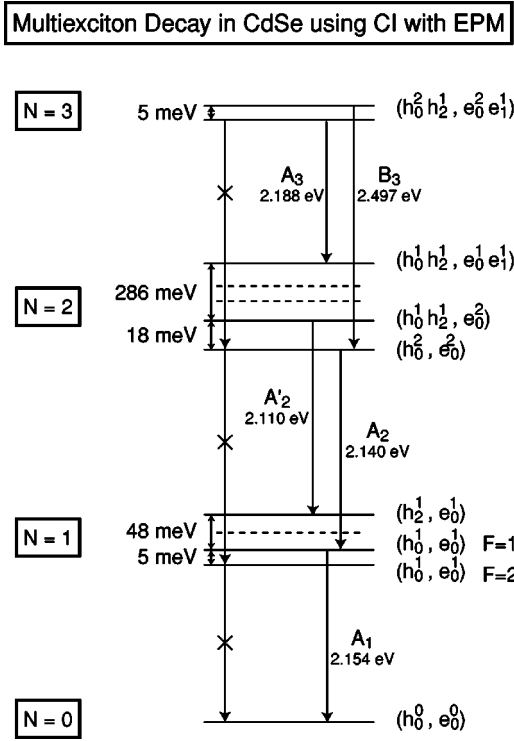 Multiexciton Decay in CdSe using CI with EPM
N = 3
5 meV
(h₀² h₂¹ , e₀² e₁¹)
A₃
2.188 eV
B₃
2.497 eV
(h₀¹ h₂¹ , e₀¹ e₁¹)
N = 2
286 meV
(h₀¹ h₂¹ , e₀²)
18 meV
(h₀² , e₀²)
A'₂
2.110 eV
A₂
2.140 eV
(h₂¹ , e₀¹)
N = 1
48 meV
(h₀¹ , e₀¹) F=1
5 meV
(h₀¹ , e₀¹) F=2
A₁
2.154 eV
N = 0
(h₀⁰ , e₀⁰)